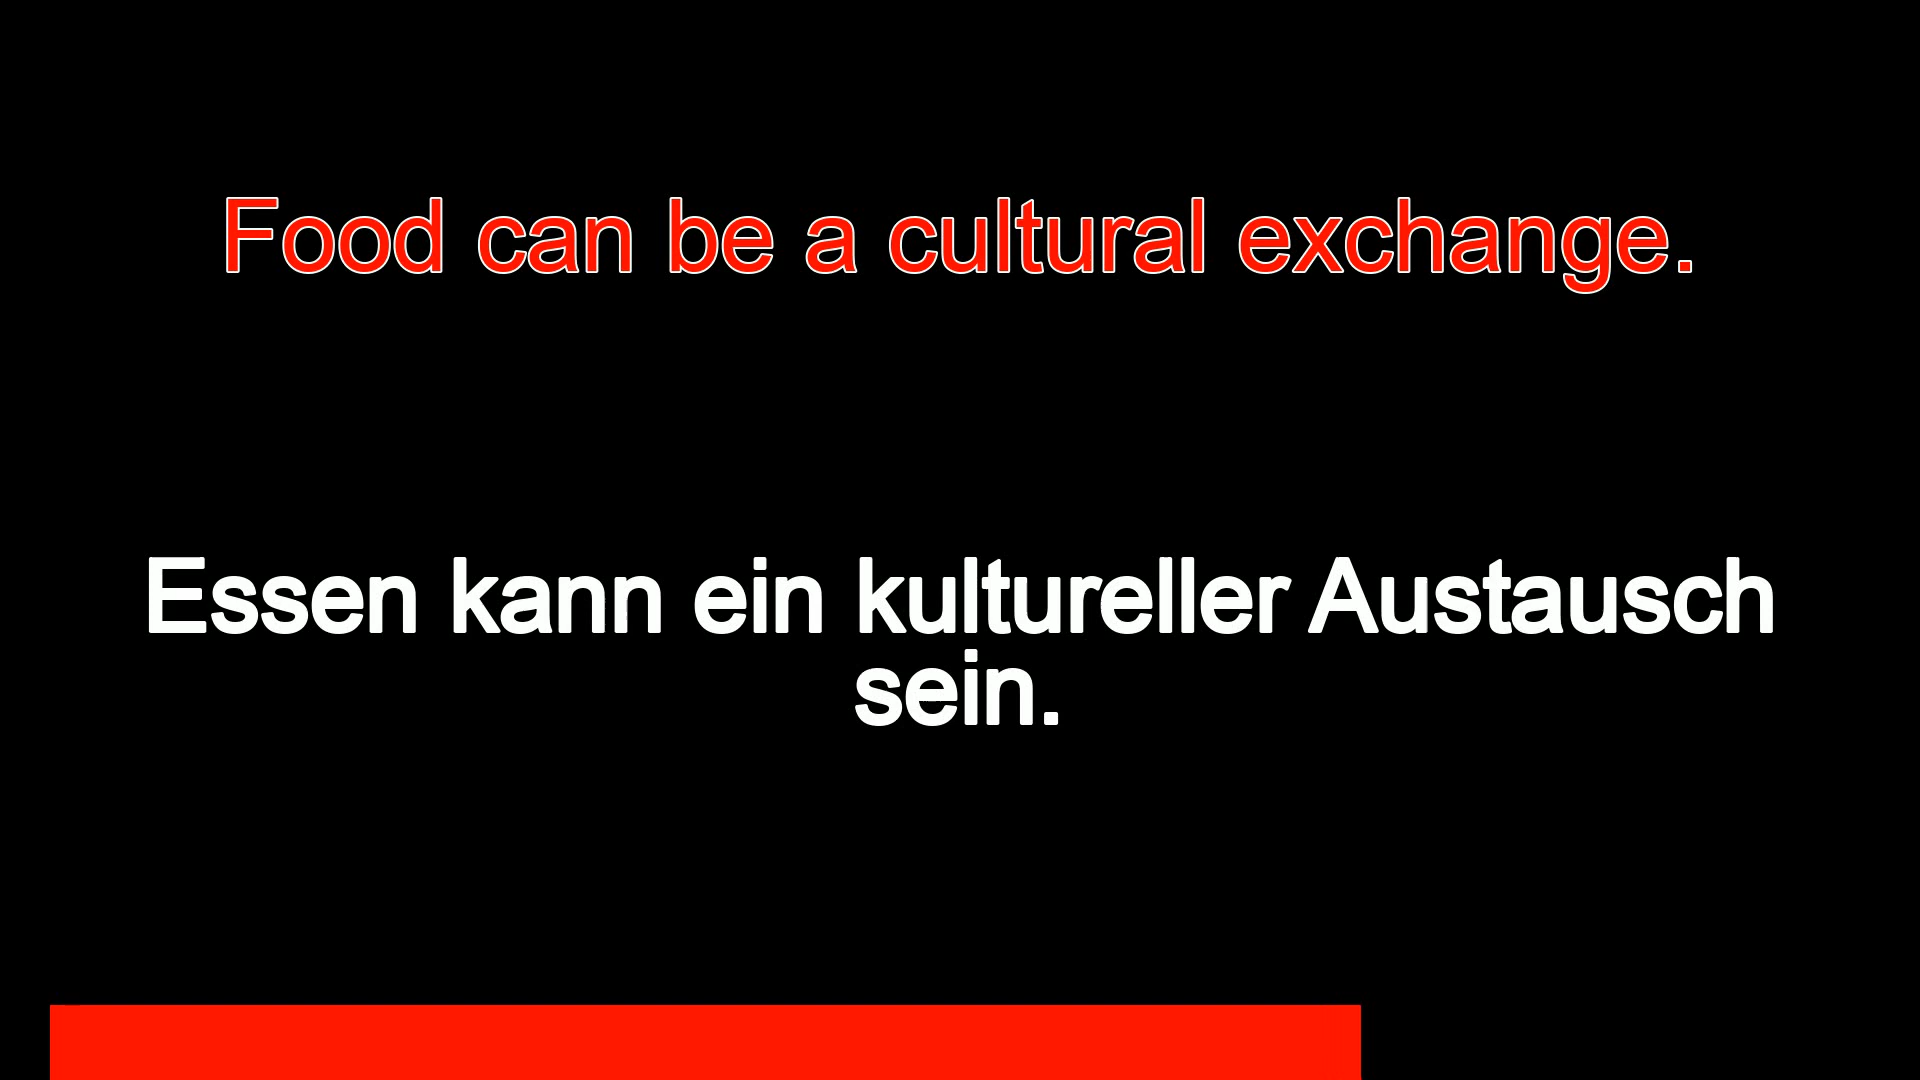 Food can be a cultural exchange.
Essen kann ein kultureller Austausch
sein.